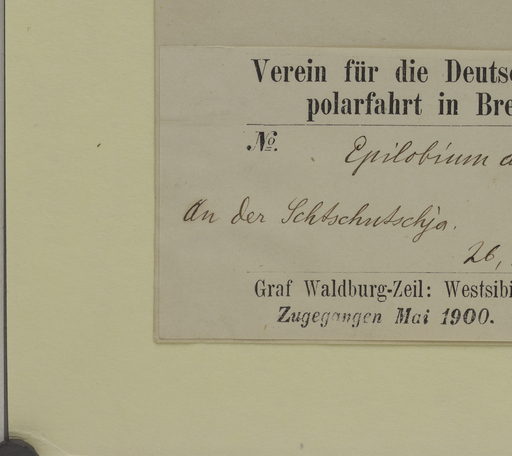 Verein für die Deuts
polarfahrt in Bre
No.
Epilobium a
An der Schtschutschja.
26,
Graf Waldburg-Zeil: Westsibi
Zugegangen Mai 1900.